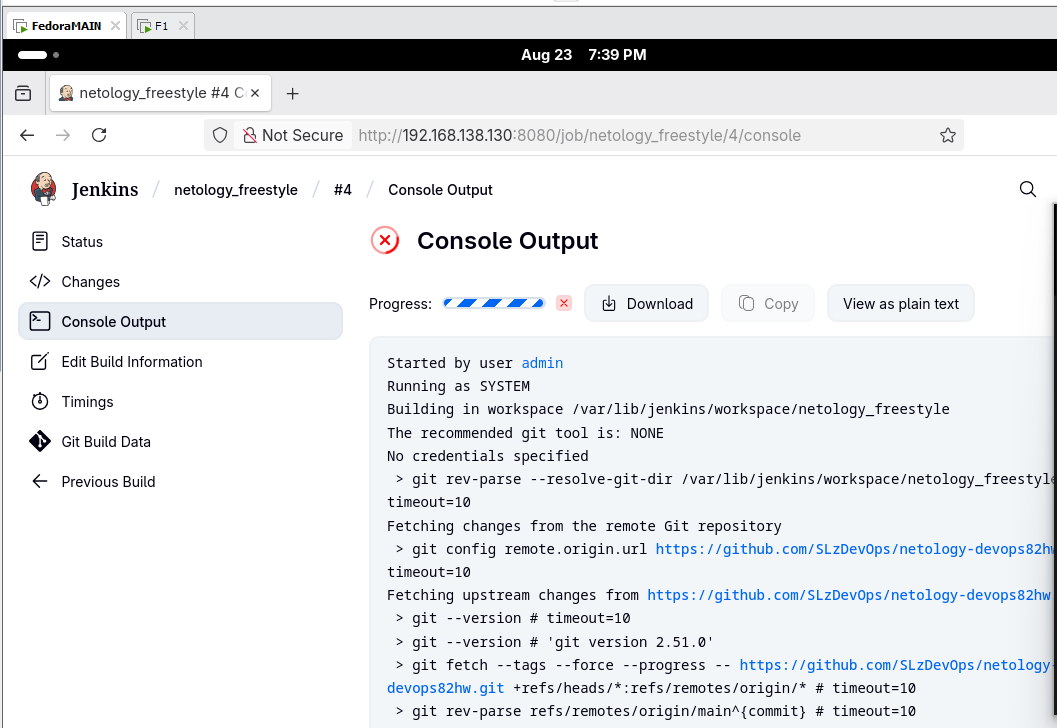 FedoraMAIN F1
Aug 23 7:39 PM
netology_freestyle #4 Co
Not Secure http://192.168.138.130:8080/job/netology_freestyle/4/console
Jenkins / netology_freestyle / #4 / Console Output
Status
Changes
Console Output
Edit Build Information
Timings
Git Build Data
Previous Build
Console Output
Progress: Download Copy View as plain text
Started by user admin
Running as SYSTEM
Building in workspace /var/lib/jenkins/workspace/netology_freestyle
The recommended git tool is: NONE
No credentials specified
> git rev-parse --resolve-git-dir /var/lib/jenkins/workspace/netology_freestyle
timeout=10
Fetching changes from the remote Git repository
> git config remote.origin.url https://github.com/SLzDevOps/netology-devops82hw
timeout=10
Fetching upstream changes from https://github.com/SLzDevOps/netology-devops82hw
> git --version # timeout=10
> git --version # 'git version 2.51.0'
> git fetch --tags --force --progress -- https://github.com/SLzDevOps/netology-
devops82hw.git +refs/heads/*:refs/remotes/origin/* # timeout=10
> git rev-parse refs/remotes/origin/main^{commit} # timeout=10